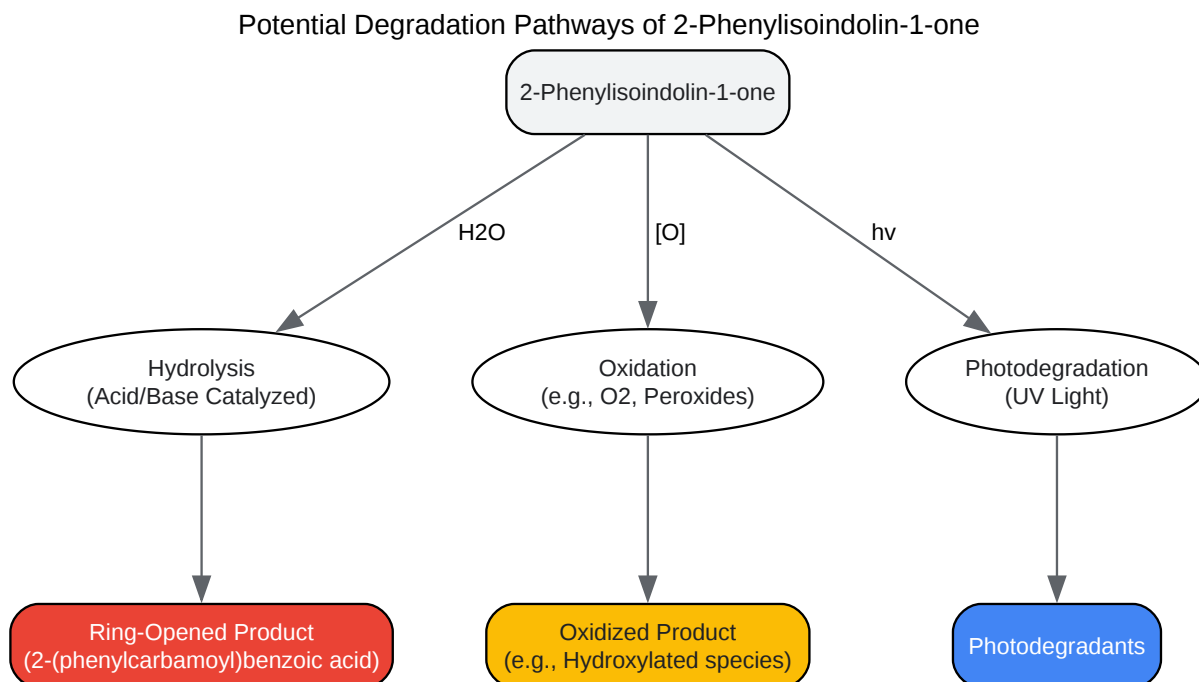 Potential Degradation Pathways of 2-Phenylisoindolin-1-one
2-Phenylisoindolin-1-one
H2O
[O]
hv
Hydrolysis
(Acid/Base Catalyzed)
Oxidation
(e.g., O2, Peroxides)
Photodegradation
(UV Light)
Ring-Opened Product
(2-(phenylcarbamoyl)benzoic acid)
Oxidized Product
(e.g., Hydroxylated species)
Photodegradants